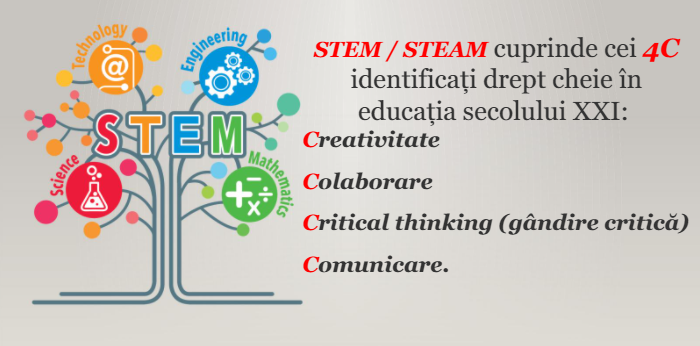 Technology
Engineering
@
STEM
Science
Mathematics
STEM / STEAM cuprinde cei 4C
identificați drept cheie în
educația secolului XXI:
Creativitate
Colaborare
Critical thinking (gândire critică)
Comunicare.